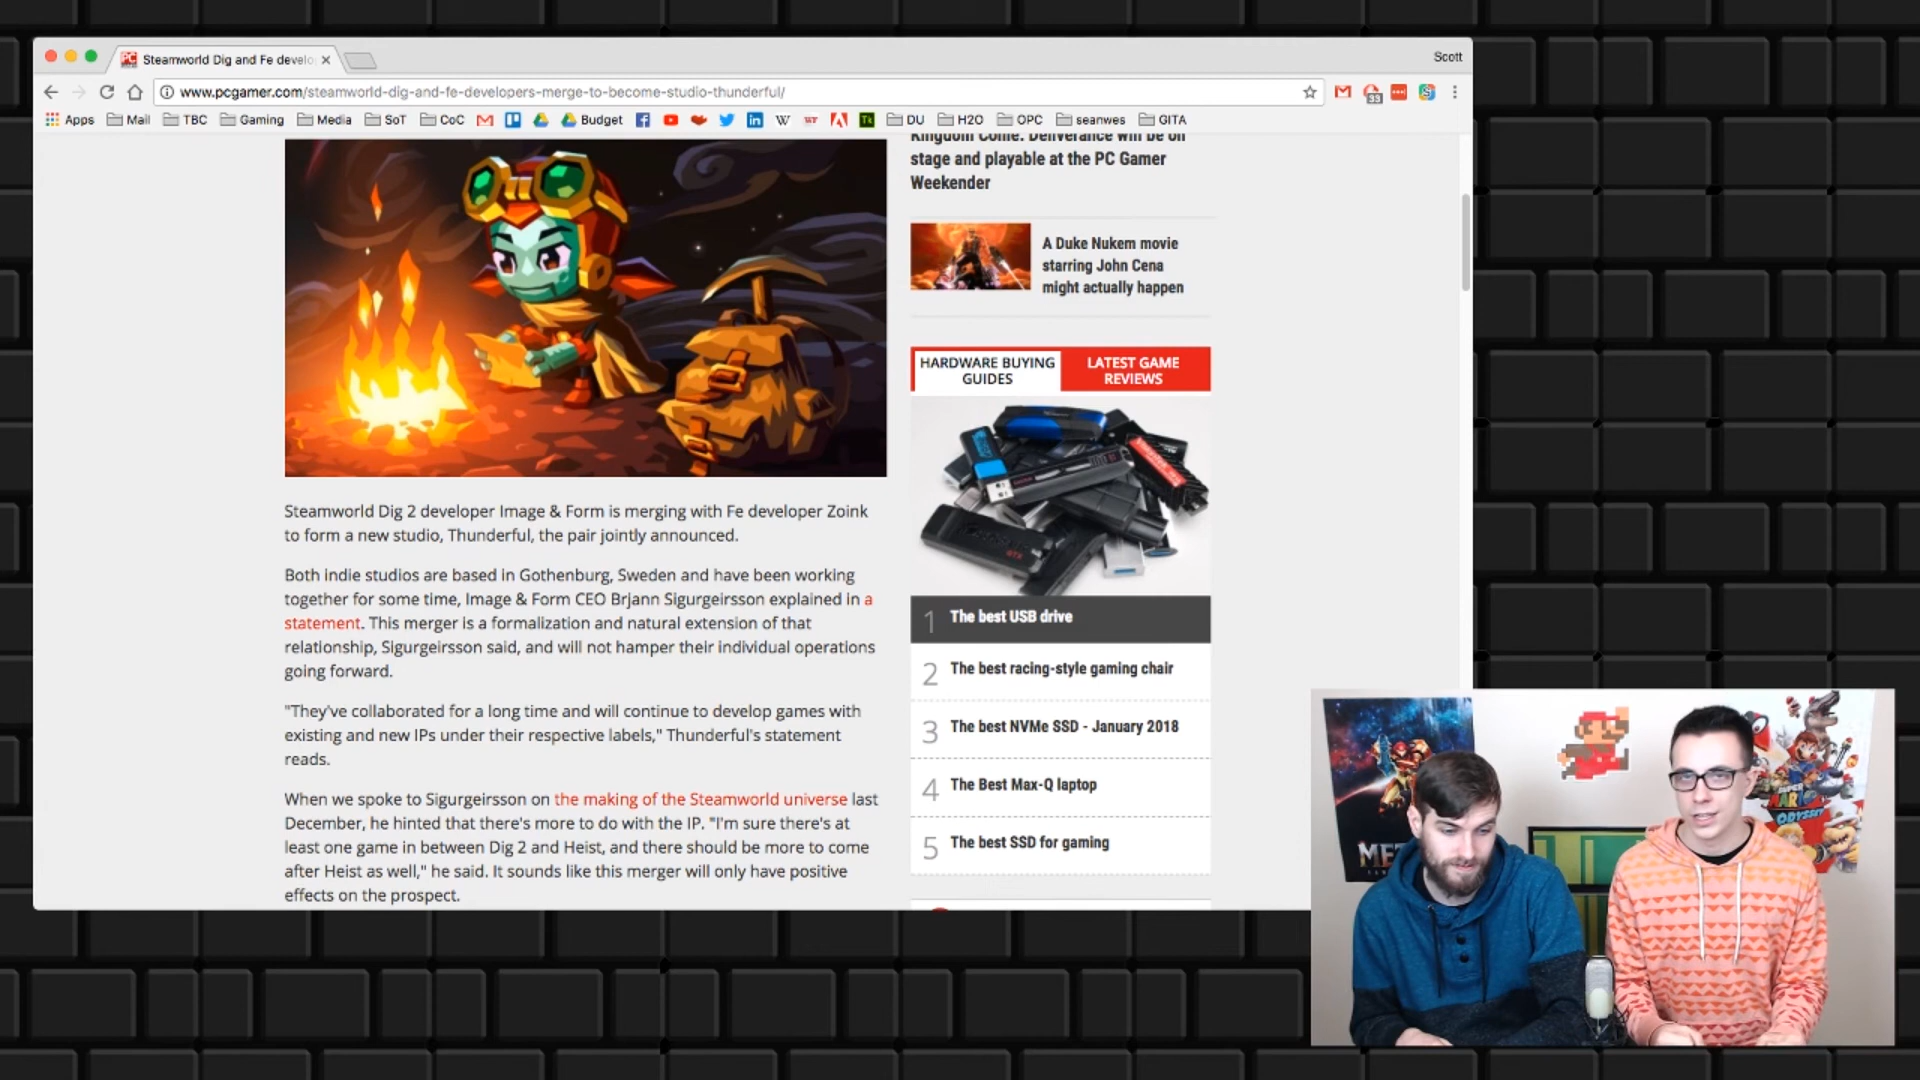 Steamworld Dig and Fe develo
Scott
www.pcgamer.com/steamworld-dig-and-fe-developers-merge-to-become-studio-thunderful/
33
Apps Mail TBC Gaming Media SoT CoC Budget DU H2O OPC seanwes GITA
Kingdom Come: Deliverance will be on
stage and playable at the PC Gamer
Weekender
A Duke Nukem movie
starring John Cena
might actually happen
HARDWARE BUYING
GUIDES
LATEST GAME
REVIEWS
1 The best USB drive
2 The best racing-style gaming chair
3 The best NVMe SSD - January 2018
4 The Best Max-Q laptop
5 The best SSD for gaming
Steamworld Dig 2 developer Image & Form is merging with Fe developer Zoink
to form a new studio, Thunderful, the pair jointly announced.
Both indie studios are based in Gothenburg, Sweden and have been working
together for some time, Image & Form CEO Brjann Sigurgeirsson explained in a
statement. This merger is a formalization and natural extension of that
relationship, Sigurgeirsson said, and will not hamper their individual operations
going forward.
"They've collaborated for a long time and will continue to develop games with
existing and new IPs under their respective labels," Thunderful's statement
reads.
When we spoke to Sigurgeirsson on the making of the Steamworld universe last
December, he hinted that there's more to do with the IP. "I'm sure there's at
least one game in between Dig 2 and Heist, and there should be more to come
after Heist as well," he said. It sounds like this merger will only have positive
effects on the prospect.
SUPER
MARIO
ODYSSEY